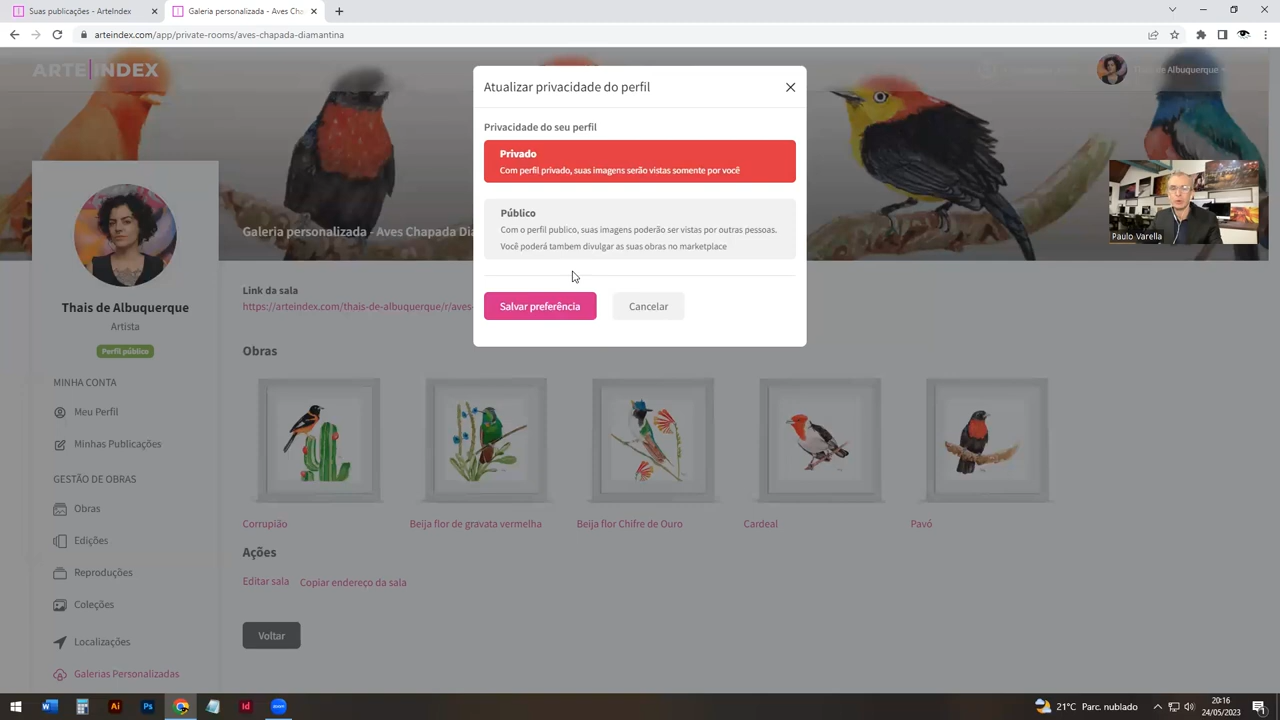 Suas publicações - ArteIndex
Galeria personalizada - Aves Cha
arteindex.com/app/private-rooms/aves-chapada-diamantina
ARTE|INDEX
Thais de Albuquerque
Atualizar privacidade do perfil
Privacidade do seu perfil
Privado
Com perfil privado, suas imagens serão vistas somente por você
Público
Com o perfil publico, suas imagens poderão ser vistas por outras pessoas.
Você poderá tambem divulgar as suas obras no marketplace
Salvar preferência
Cancelar
Paulo Varella
Galeria personalizada - Aves Chapada Dia
Thais de Albuquerque
Artista
Perfil público
MINHA CONTA
Meu Perfil
Minhas Publicações
GESTÃO DE OBRAS
Obras
Edições
Reproduções
Coleções
Localizações
Galerias Personalizadas
Link da sala
https://arteindex.com/thais-de-albuquerque/r/aves-
Obras
Corrupião
Beija flor de gravata vermelha
Beija flor Chifre de Ouro
Cardeal
Pavó
Ações
Editar sala
Copiar endereço da sala
Voltar
21°C Parc. nublado
20:16
24/05/2023